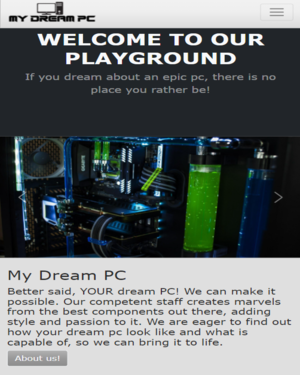 MY DREAM PC
WELCOME TO OUR
PLAYGROUND
If you dream about an epic pc, there is no
place you rather be!
My Dream PC
Better said, YOUR dream PC! We can make it
possible. Our competent staff creates marvels
from the best components out there, adding
style and passion to it. We are eager to find out
how your dream pc look like and what is
capable of, so we can bring it to life.
About us!